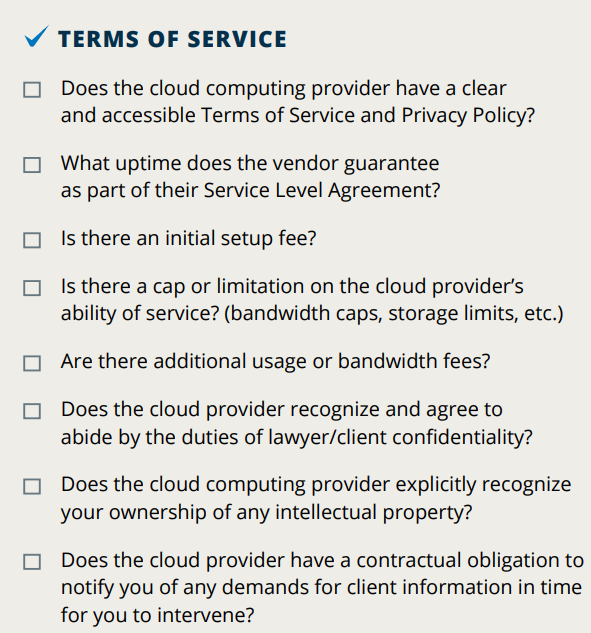 TERMS OF SERVICE
Does the cloud computing provider have a clear
and accessible Terms of Service and Privacy Policy?
What uptime does the vendor guarantee
as part of their Service Level Agreement?
Is there an initial setup fee?
Is there a cap or limitation on the cloud provider’s
ability of service? (bandwidth caps, storage limits, etc.)
Are there additional usage or bandwidth fees?
Does the cloud provider recognize and agree to
abide by the duties of lawyer/client confidentiality?
Does the cloud computing provider explicitly recognize
your ownership of any intellectual property?
Does the cloud provider have a contractual obligation to
notify you of any demands for client information in time
for you to intervene?